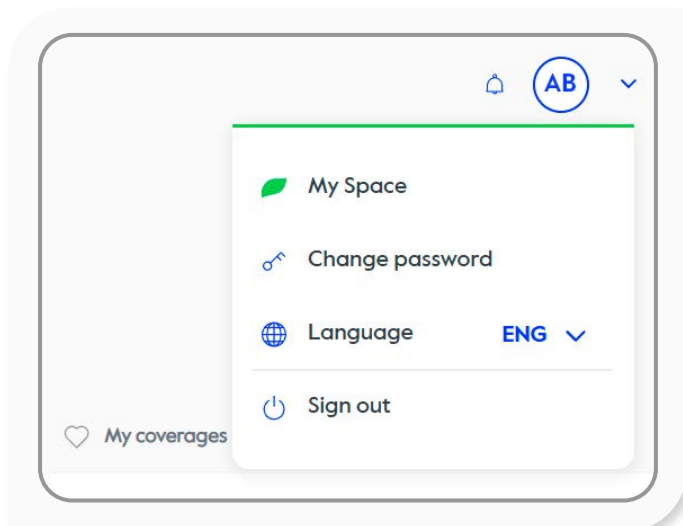 AB
My Space
Change password
Language ENG
Sign out
My coverages